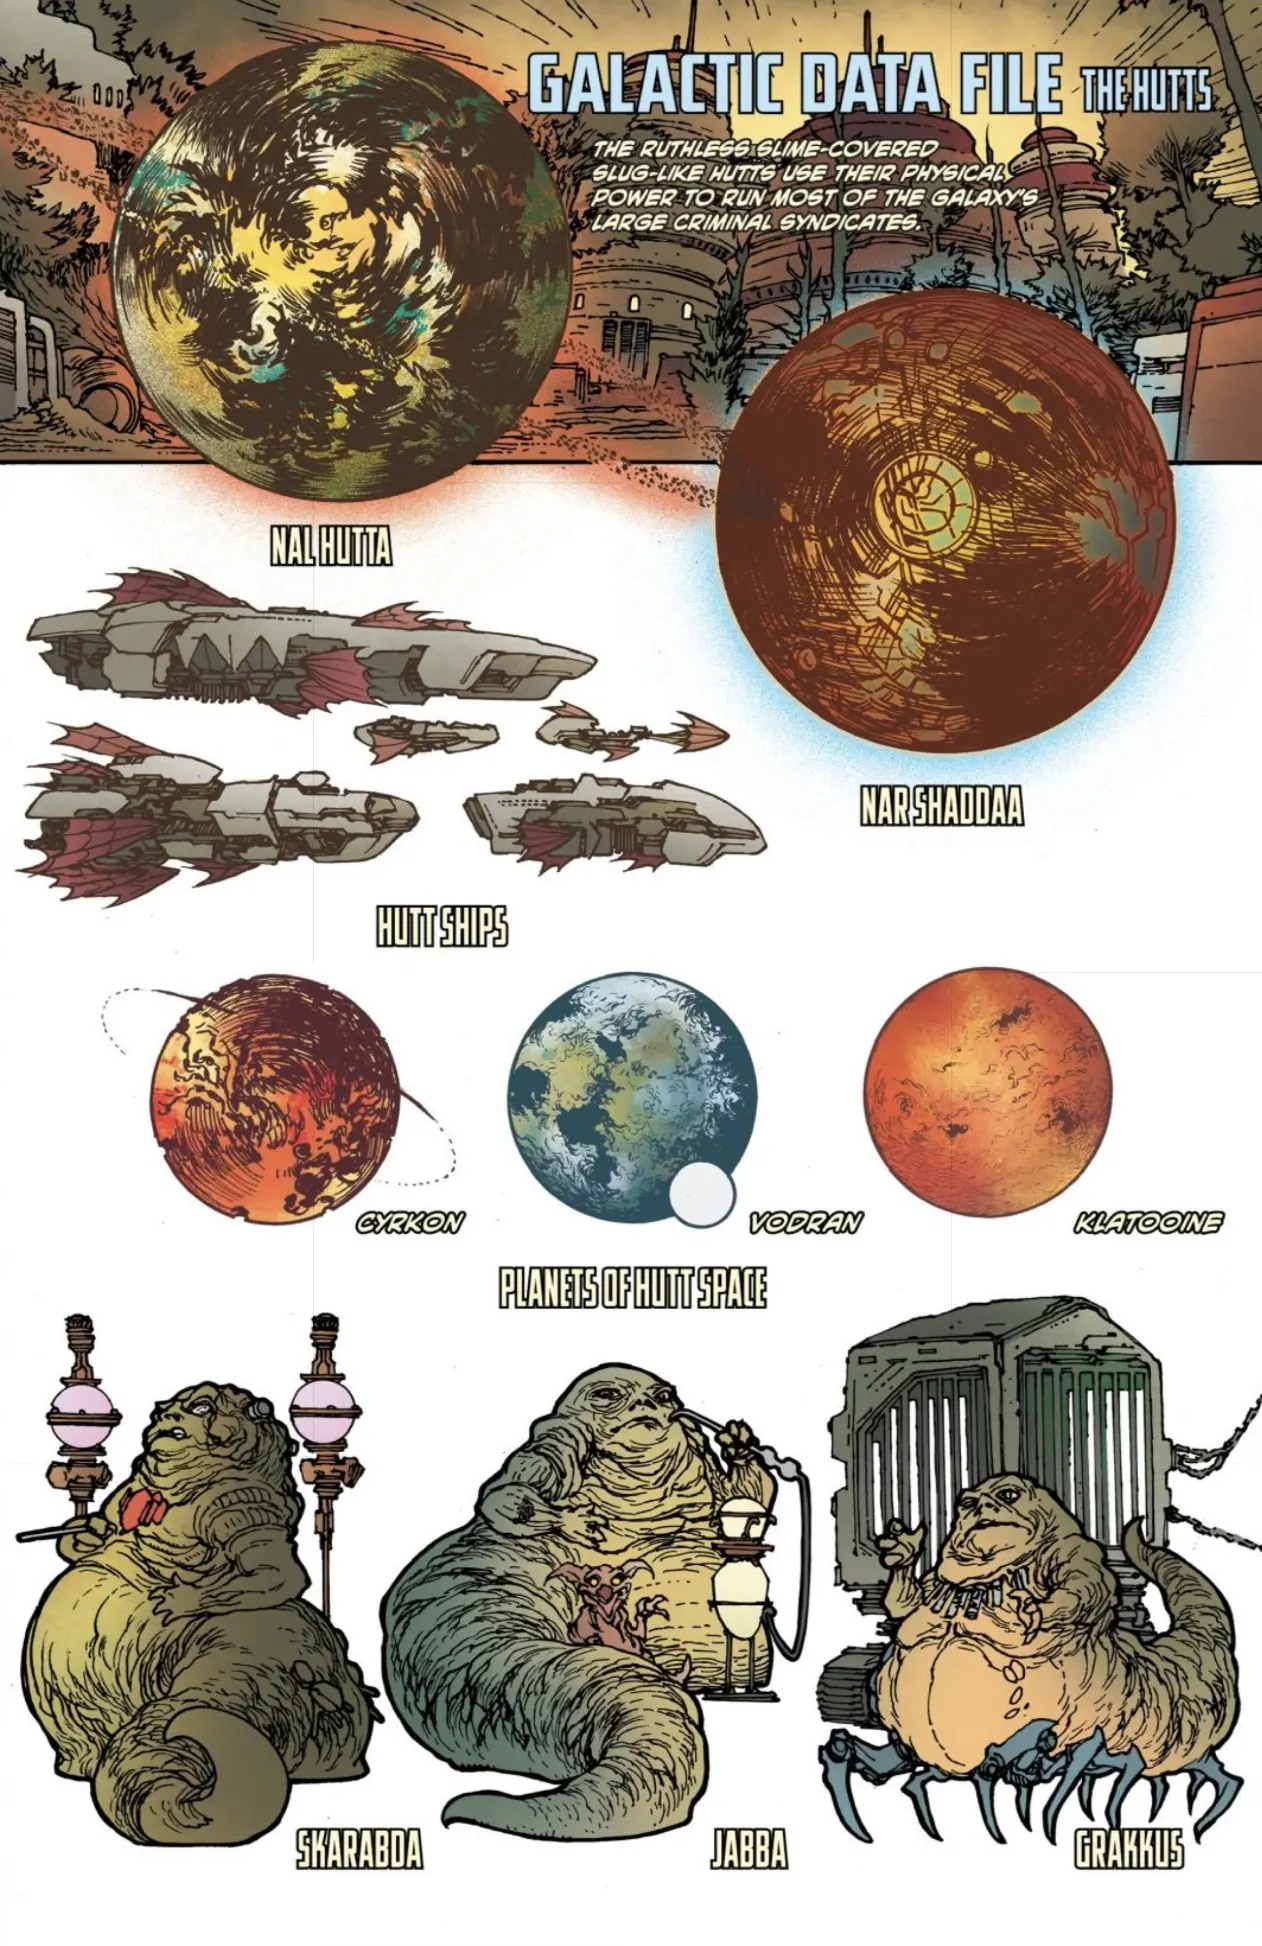 GALACTIC DATA FILE THE HUTTS
THE RUTHLESS SLIME-COVERED
SLUG-LIKE HUTTS USE THEIR PHYSICAL
POWER TO RUN MOST OF THE GALAXY'S
LARGE CRIMINAL SYNDICATES.
NAL HUTTA
NAR SHADDAA
HUTT SHIPS
CYRKON
VODRAN
KLATOOINE
PLANETS OF HUTT SPACE
SKARABDA
JABBA
GRAKKUS